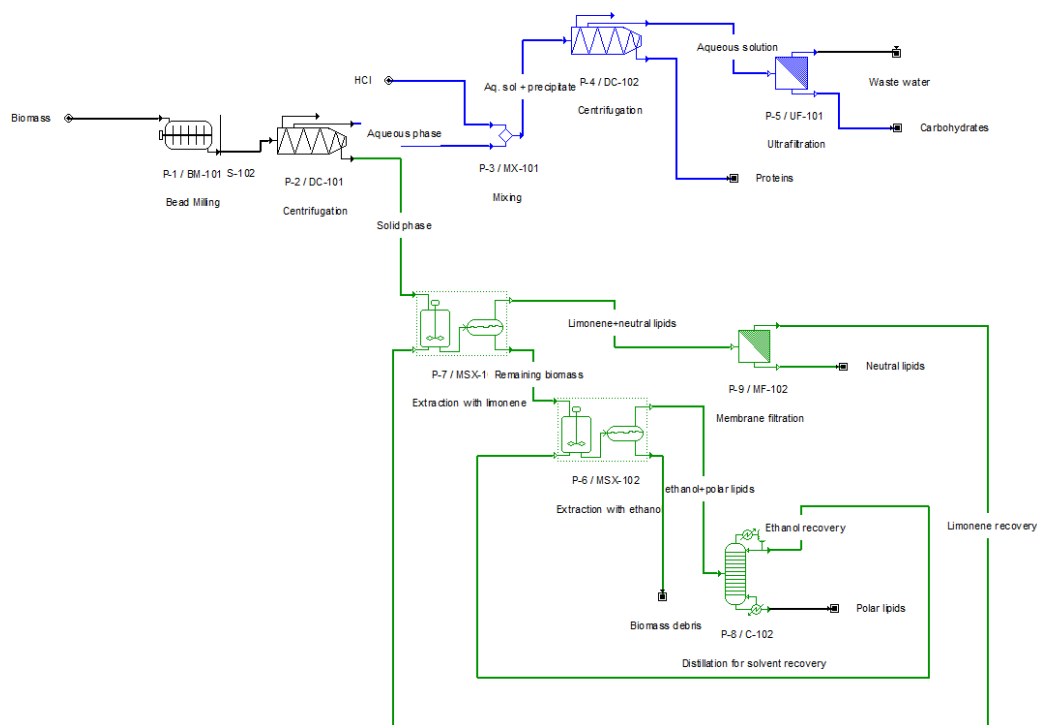 Aqueous solution
Waste water
HCl
Aq. sol + precipitate
P-4 / DC-102
Centrifugation
P-5 / UF-101
Ultrafiltration
Carbohydrates
Biomass
Aqueous phase
P-1 / BM-101
S-102
Bead Milling
P-2 / DC-101
Centrifugation
P-3 / MX-101
Mixing
Proteins
Solid phase
Limonene+neutral lipids
P-7 / MSX-1
Remaining biomass
Extraction with limonene
Neutral lipids
P-9 / MF-102
Membrane filtration
P-6 / MSX-102
Extraction with ethanol
ethanol+polar lipids
Ethanol recovery
Limonene recovery
Biomass debris
Polar lipids
P-8 / C-102
Distillation for solvent recovery